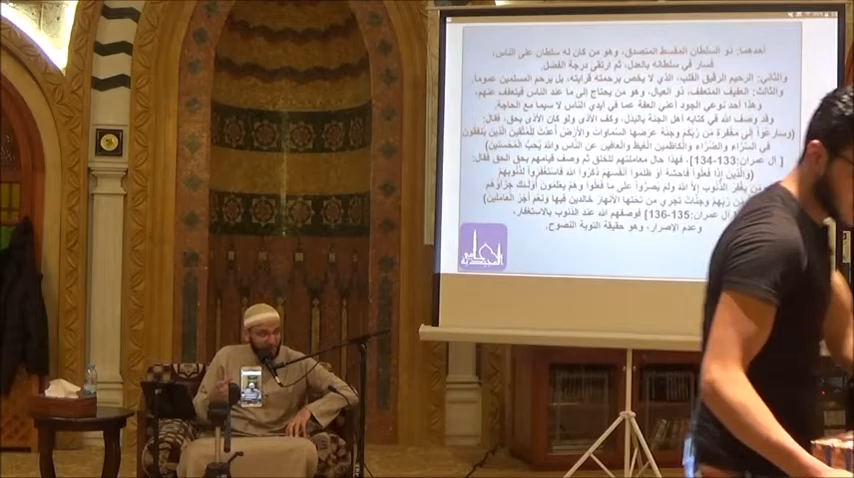 أحدهما: ذو السلطان المقسط المتصدق، وهو من كان له سلطان على الناس،
فسار في سلطانه بالعدل، ثم ارتقى درجة الفضل.
والثاني: الرحيم الرقيق القلب، الذي لا يخص برحمته قرابته، بل يرحم المسلمين عموما.
والثالث: العفيف المتعفف، ذو العيال، وهو من يحتاج إلى ما عند الناس فيتعفف عنهم،
وهذا أحد نوعي الجود أعني العفة عما في أيدي الناس لا سيما مع الحاجة.
وقد وصف الله في كتابه أهل الجنة بالبذل، وكف الأذى ولو كان الأذى بحق، فقال:
(وسارعوا إلى مغفرة من ربكم وجنة عرضها السماوات والأرض أعدت للمتقين الذين ينفقون
في السراء والضراء والكاظمين الغيظ والعافين عن الناس والله يحب المحسنين)
[آل عمران: 133-134]، فهذا حال معاملتهم للخلق ثم وصف قيامهم بحق الحق فقال:
(والذين إذا فعلوا فاحشة أو ظلموا أنفسهم ذكروا الله فاستغفروا لذنوبهم
ومن يغفر الذنوب إلا الله ولم يصروا على ما فعلوا وهم يعلمون أولئك جزاؤهم
مغفرة من ربهم وجنات تجري من تحتها الأنهار خالدين فيها ونعم أجر العاملين)
[آل عمران: 135-136] فوصفهم عند الذنوب بالاستغفار،
وعدم الإصرار، وهو حقيقة التوبة النصوح.
جامع